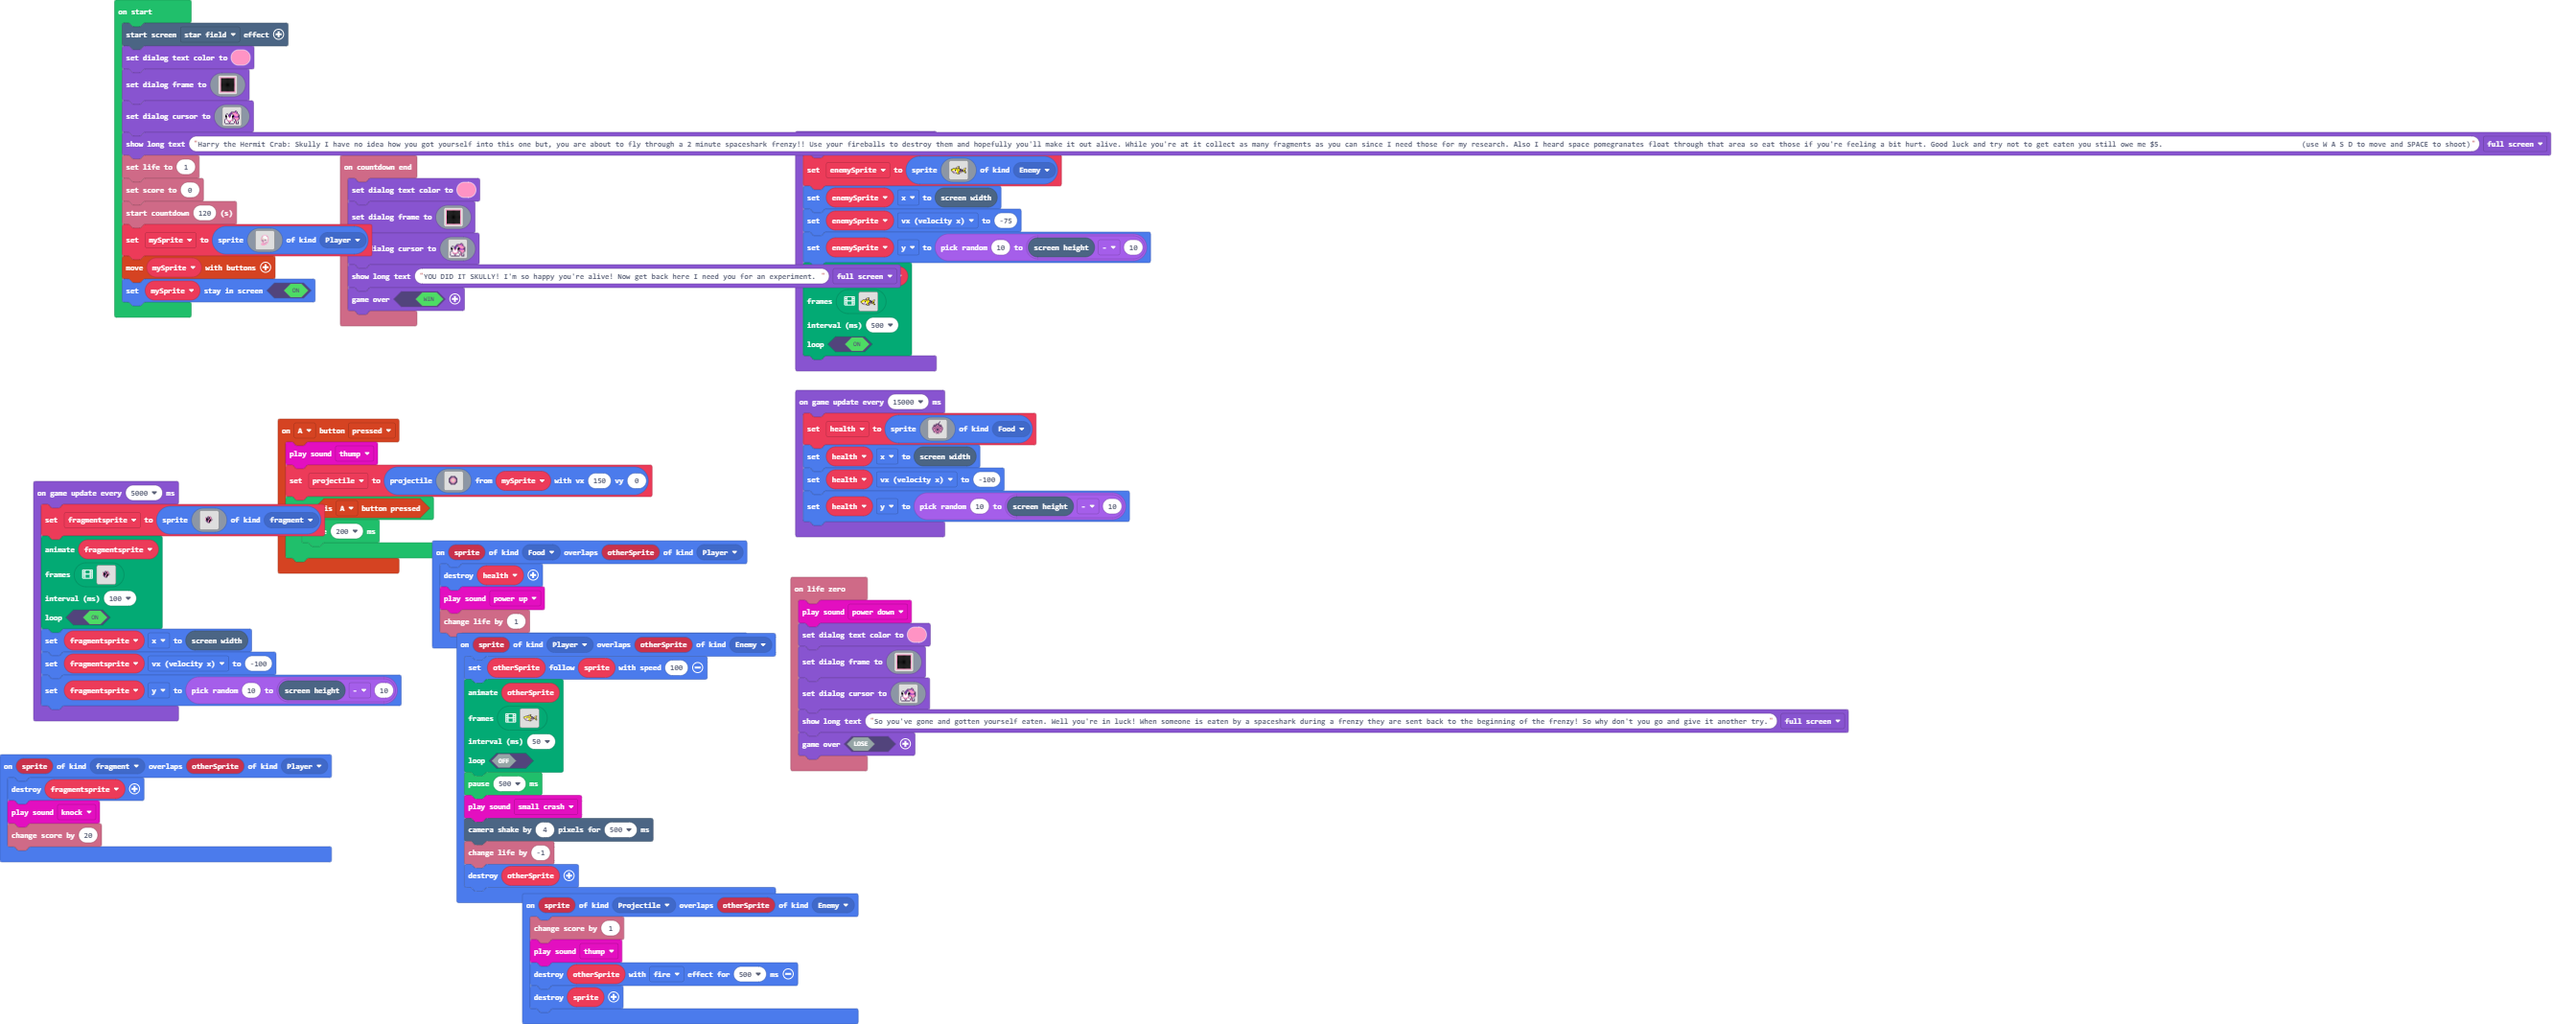 on start
start screen star field effect
set dialog text color to
set dialog frame to
set dialog cursor to
show long text "Harry the Hermit Crab: Skully I have no idea how you got yourself into this one but, you are about to fly through a 2 minute spaceshark frenzy!! Use your fireballs to destroy them and hopefully you'll make it out alive. While you're at it collect as many fragments as you can since I need those for my research. Also I heard space pomegranates float through that area so eat those if you're feeling a bit hurt. Good luck and try not to get eaten you still owe me $5. (use W A S D to move and SPACE to shoot)" full screen
set life to 1
set score to 0
start countdown 120 (s)
set mySprite to sprite of kind Player
move mySprite with buttons
set mySprite stay in screen ON
on countdown end
set dialog text color to
set dialog frame to
dialog cursor to
show long text "YOU DID IT SKULLY! I'm so happy you're alive! Now get back here I need you for an experiment. " full screen
game over WIN
set enemySprite to sprite of kind Enemy
set enemySprite x to screen width
set enemySprite vx (velocity x) to -75
set enemySprite y to pick random 10 to screen height - 10
frames
interval (ms) 500
loop ON
on game update every 15000 ms
set health to sprite of kind Food
set health x to screen width
set health vx (velocity x) to -100
set health y to pick random 10 to screen height - 10
on A button pressed
play sound thump
set projectile to projectile from mySprite with vx 150 vy 0
is A button pressed
200 ms
on game update every 5000 ms
set fragmentsprite to sprite of kind fragment
animate fragmentsprite
frames
interval (ms) 100
loop ON
set fragmentsprite x to screen width
set fragmentsprite vx (velocity x) to -100
set fragmentsprite y to pick random 10 to screen height - 10
on sprite of kind Food overlaps otherSprite of kind Player
destroy health
play sound power up
change life by 1
on sprite of kind Player overlaps otherSprite of kind Enemy
set otherSprite follow sprite with speed 100
animate otherSprite
frames
interval (ms) 50
loop OFF
pause 500 ms
play sound small crash
camera shake by 4 pixels for 500 ms
change life by -1
destroy otherSprite
on life zero
play sound power down
set dialog text color to
set dialog frame to
set dialog cursor to
show long text "So you've gone and gotten yourself eaten. Well you're in luck! When someone is eaten by a spaceshark during a frenzy they are sent back to the beginning of the frenzy! So why don't you go and give it another try." full screen
game over LOSE
on sprite of kind fragment overlaps otherSprite of kind Player
destroy fragmentsprite
play sound knock
change score by 20
on sprite of kind Projectile overlaps otherSprite of kind Enemy
change score by 1
play sound thump
destroy otherSprite with fire effect for 500 ms
destroy sprite